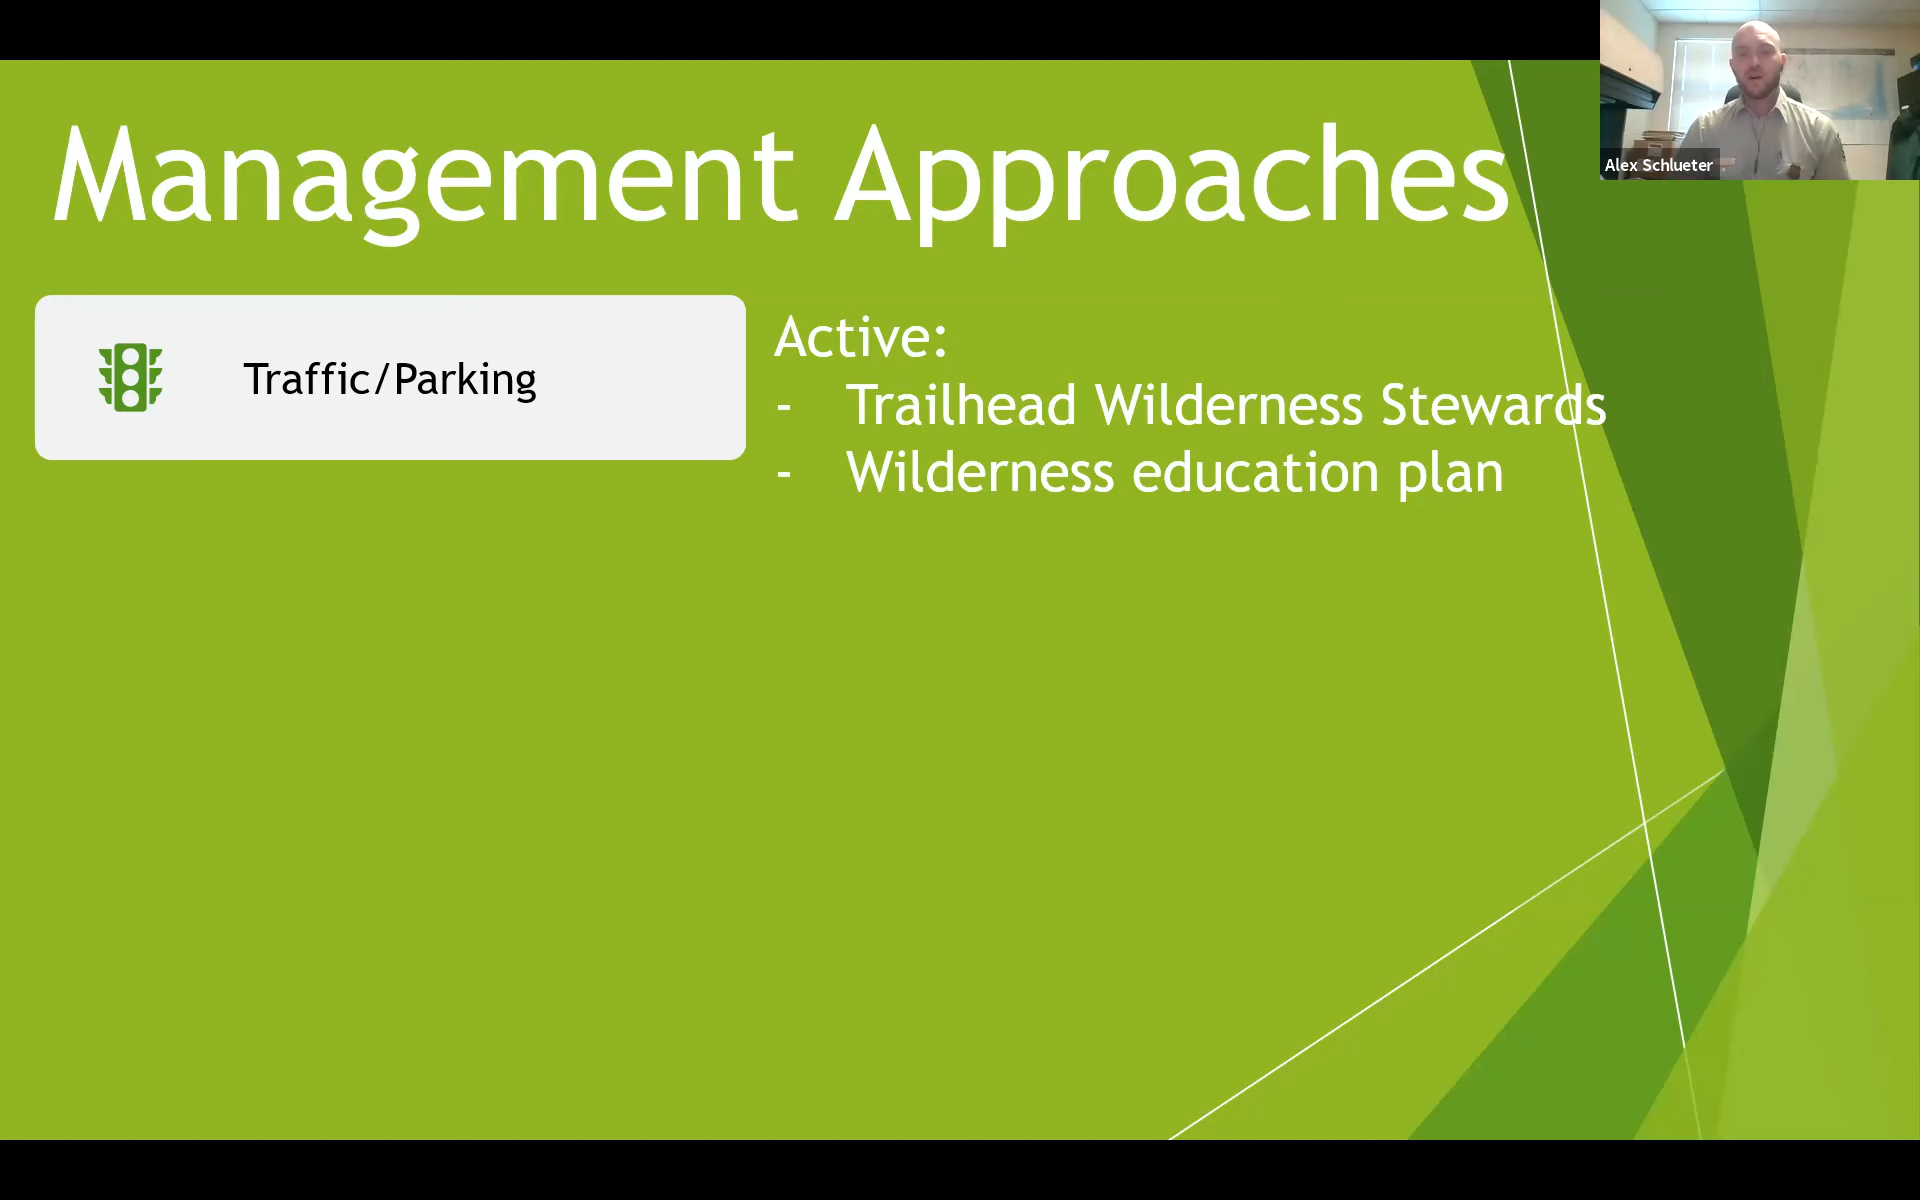 Management Approaches
Alex Schlueter
Traffic/Parking
Active:
- Trailhead Wilderness Stewards
- Wilderness education plan